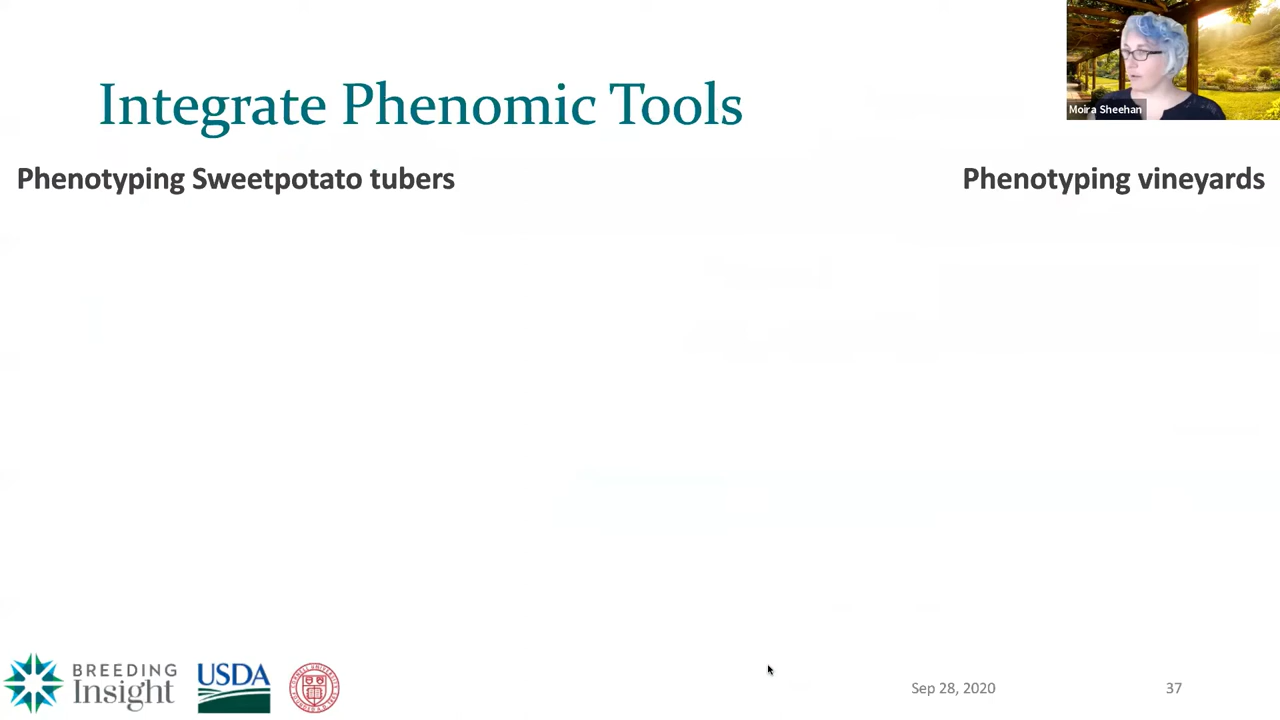 Moira Sheehan
Integrate Phenomic Tools
Phenotyping Sweetpotato tubers
Phenotyping vineyards
BREEDING
Insight
USDA
Sep 28, 2020
37